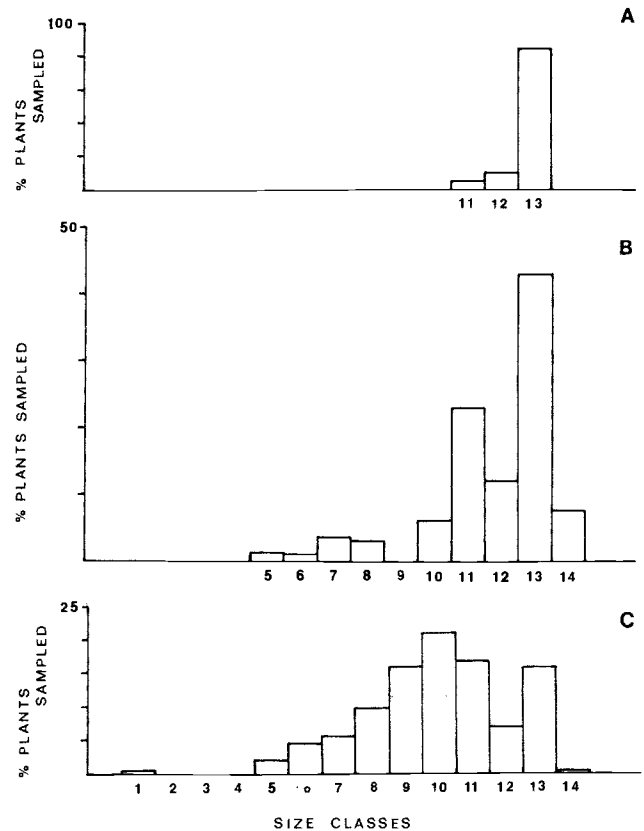 A
100
% PLANTS
SAMPLED
11 12 13
B
50
% PLANTS SAMPLED
5 6 7 8 9 10 11 12 13 14
C
25
% PLANTS
SAMPLED
1 2 3 4 5 7 8 9 10 11 12 13 14
SIZE CLASSES